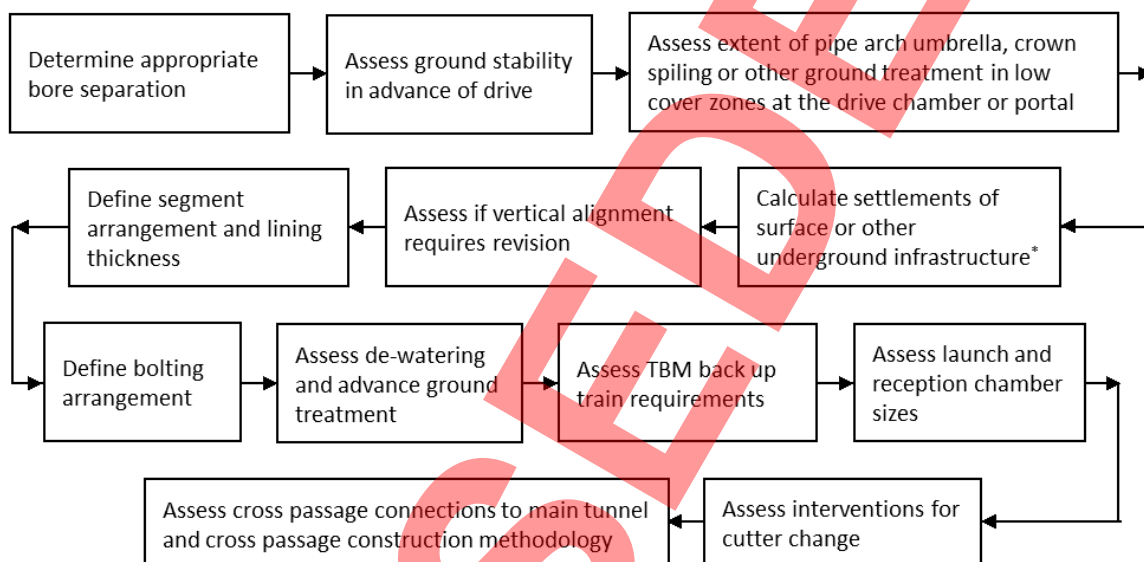 Determine appropriate
bore separation
Assess ground stability
in advance of drive
Assess extent of pipe arch umbrella, crown
spiling or other ground treatment in low
cover zones at the drive chamber or portal
Calculate settlements of
surface or other
underground infrastructure*
Assess if vertical alignment
requires revision
Define segment
arrangement and lining
thickness
Define bolting
arrangement
Assess de-watering
and advance ground
treatment
Assess TBM back up
train requirements
Assess launch and
reception chamber
sizes
Assess interventions for
cutter change
Assess cross passage connections to main tunnel
and cross passage construction methodology
SEDE